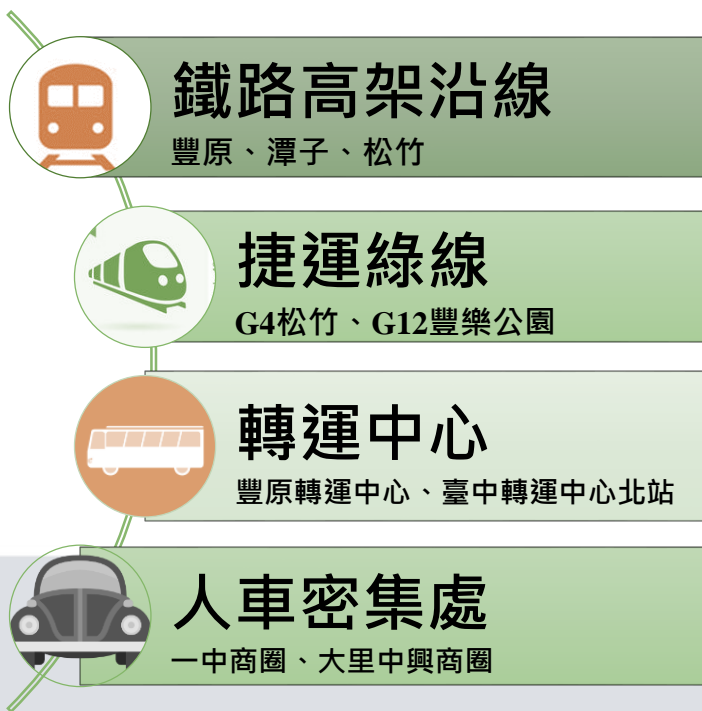 鐵路高架沿線
豐原、潭子、松竹
捷運綠線
G4松竹、G12豐樂公園
轉運中心
豐原轉運中心、臺中轉運中心北站
人車密集處
一中商圈、大里中興商圈